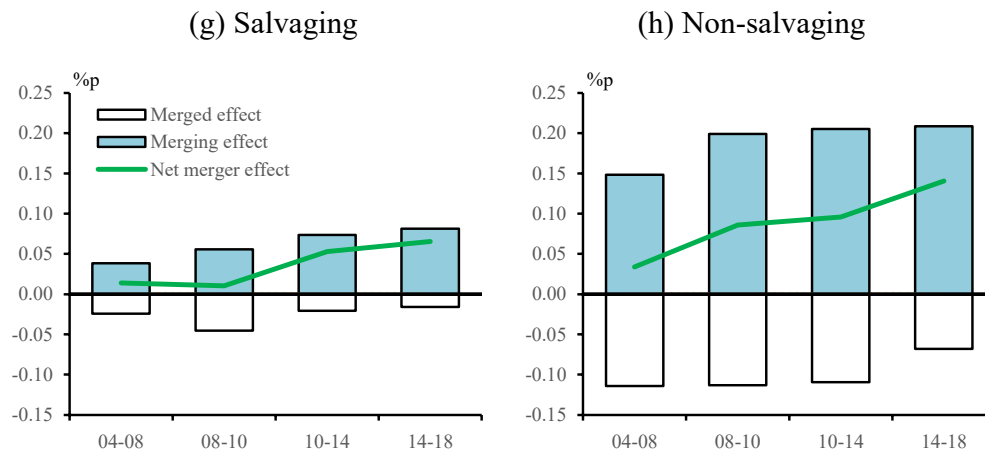 (g) Salvaging
%p
0.25
0.20
0.15
0.10
0.05
0.00
-0.05
-0.10
-0.15
Merged effect
Merging effect
Net merger effect
04-08 08-10 10-14 14-18
(h) Non-salvaging
%p
0.25
0.20
0.15
0.10
0.05
0.00
-0.05
-0.10
-0.15
04-08 08-10 10-14 14-18